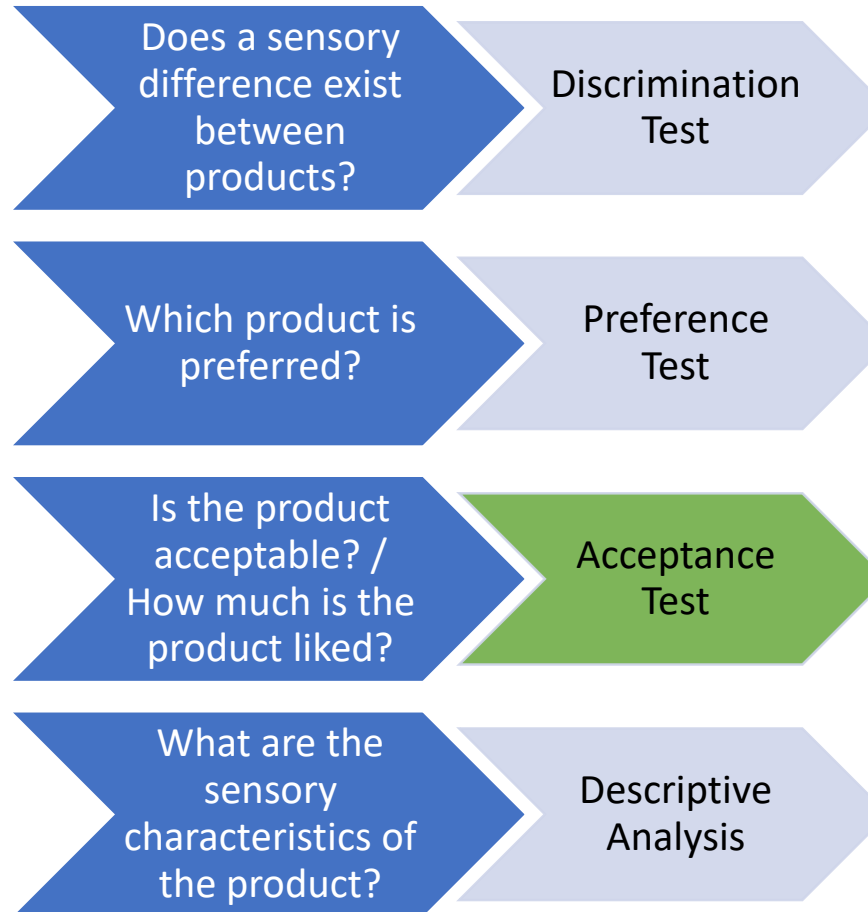 Does a sensory
difference exist
between
products?
Discrimination
Test
Which product is
preferred?
Preference
Test
Is the product
acceptable? /
How much is the
product liked?
Acceptance
Test
What are the
sensory
characteristics of
the product?
Descriptive
Analysis